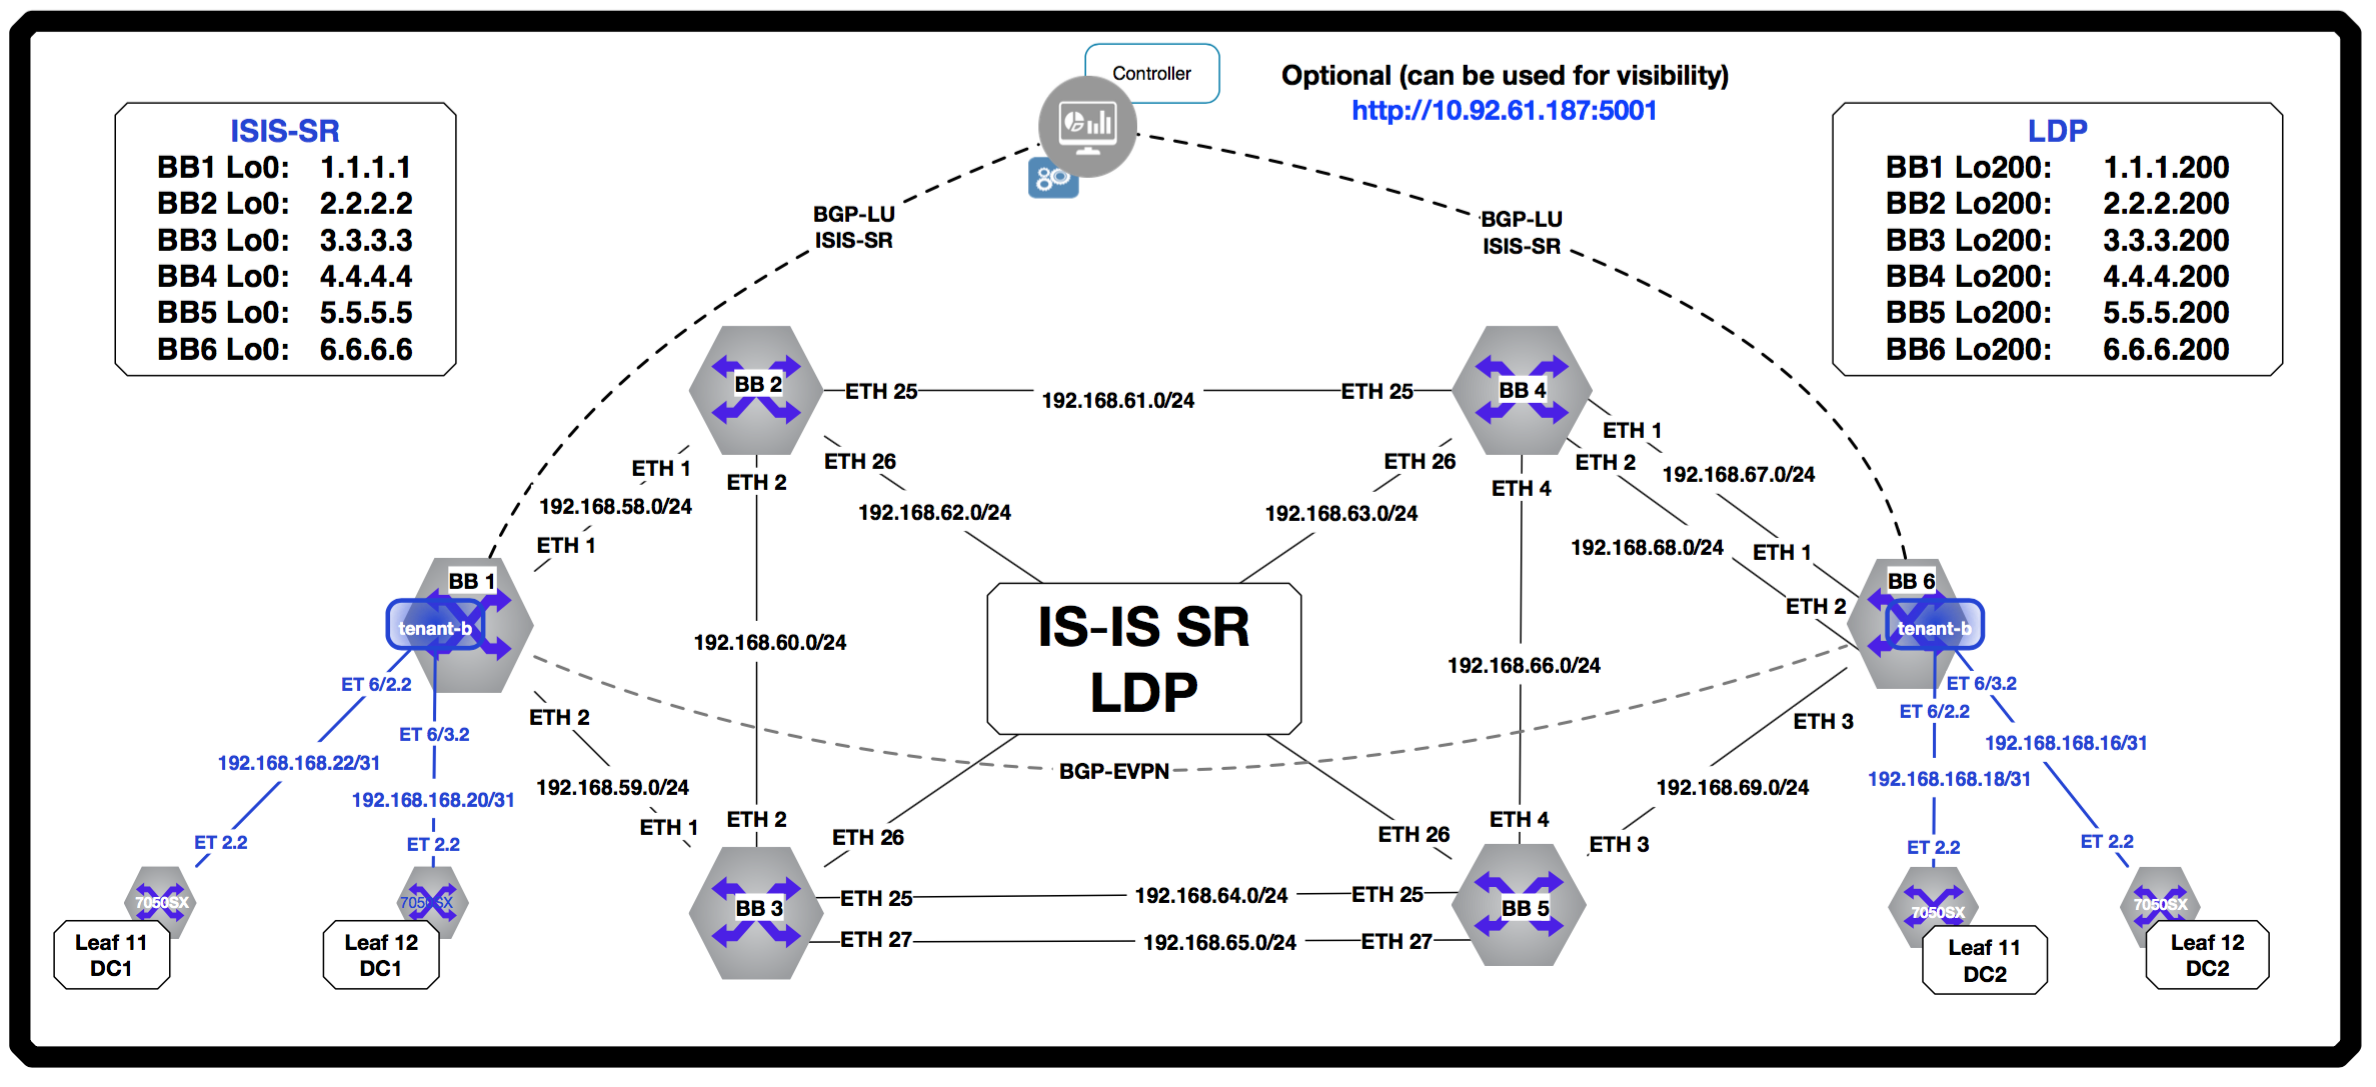 Controller
Optional (can be used for visibility)
http://10.92.61.187:5001
ISIS-SR
BB1 Lo0: 1.1.1.1
BB2 Lo0: 2.2.2.2
BB3 Lo0: 3.3.3.3
BB4 Lo0: 4.4.4.4
BB5 Lo0: 5.5.5.5
BB6 Lo0: 6.6.6.6
LDP
BB1 Lo200: 1.1.1.200
BB2 Lo200: 2.2.2.200
BB3 Lo200: 3.3.3.200
BB4 Lo200: 4.4.4.200
BB5 Lo200: 5.5.5.200
BB6 Lo200: 6.6.6.200
BGP-LU
ISIS-SR
BGP-LU
ISIS-SR
BB 2
ETH 25
192.168.61.0/24
ETH 25
BB 4
ETH 1
ETH 1
ETH 2
ETH 26
ETH 26
ETH 2
ETH 4
192.168.67.0/24
192.168.58.0/24
192.168.62.0/24
192.168.63.0/24
192.168.68.0/24
ETH 1
ETH 1
BB 1
tenant-b
BB 6
tenant-b
ETH 2
IS-IS SR
LDP
192.168.60.0/24
192.168.66.0/24
ET 6/2.2
ET 6/3.2
ETH 2
ETH 3
ET 6/3.2
ET 6/2.2
192.168.168.22/31
192.168.168.20/31
192.168.59.0/24
BGP-EVPN
192.168.69.0/24
192.168.168.16/31
192.168.168.18/31
ET 2.2
ET 2.2
ETH 1
ETH 2
ETH 26
ETH 26
ETH 4
ETH 3
ET 2.2
ET 2.2
7050SX
7050SX
BB 3
ETH 25
192.168.64.0/24
ETH 25
BB 5
7050SX
7050SX
ETH 27
192.168.65.0/24
ETH 27
Leaf 11
DC1
Leaf 12
DC1
Leaf 11
DC2
Leaf 12
DC2